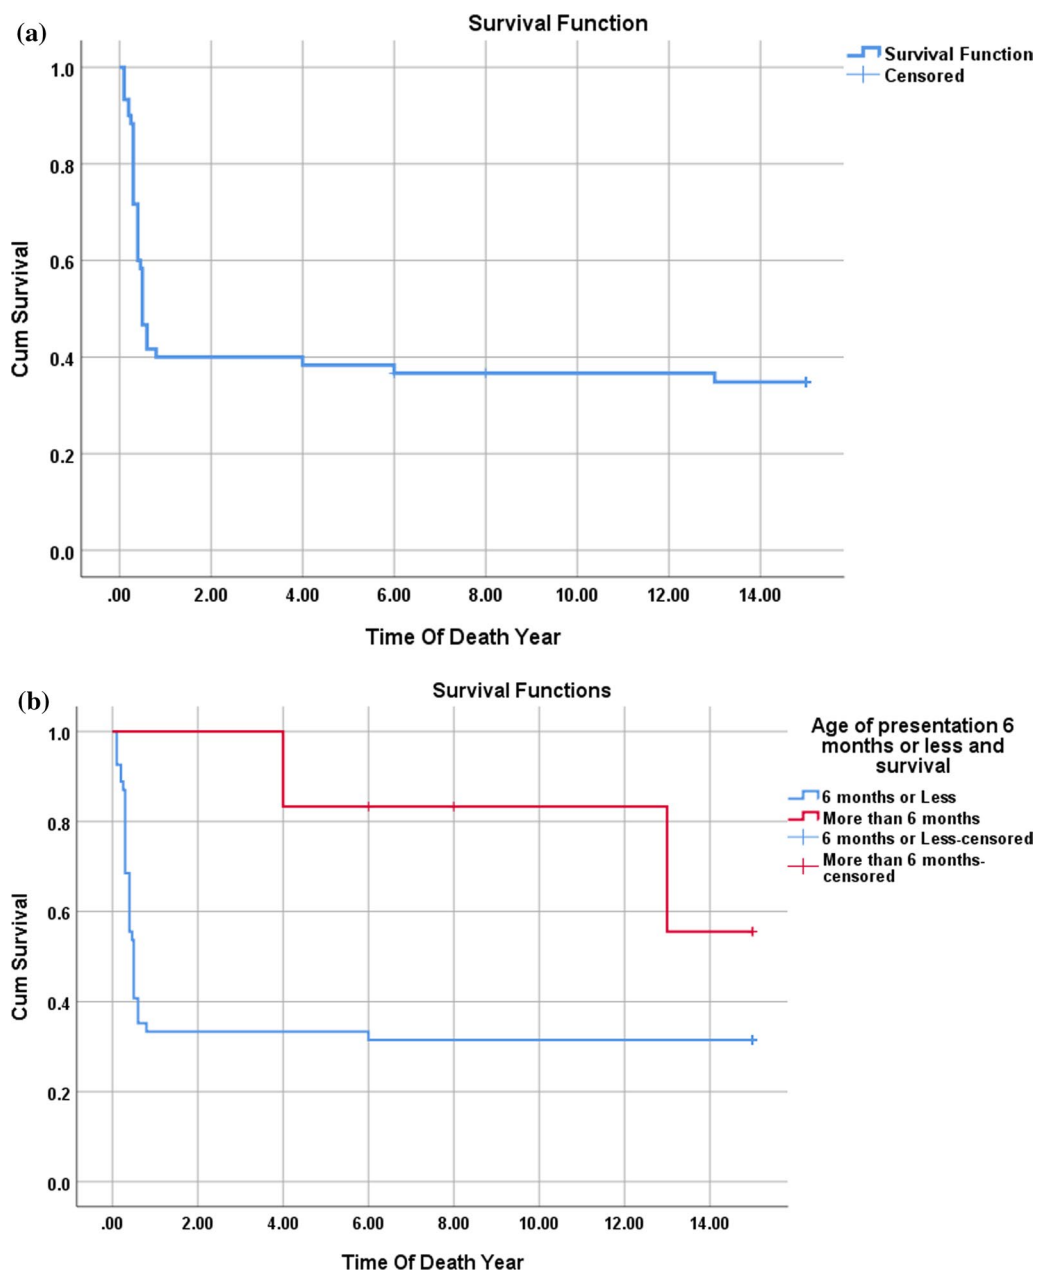 (a)
Survival Function
Survival Function
Censored
1.0
0.8
0.6
0.4
0.2
0.0
Cum Survival
.00 2.00 4.00 6.00 8.00 10.00 12.00 14.00
Time Of Death Year
(b)
Survival Functions
Age of presentation 6
months or less and
survival
6 months or Less
More than 6 months
6 months or Less-censored
More than 6 months-
censored
1.0
0.8
0.6
0.4
0.2
0.0
Cum Survival
.00 2.00 4.00 6.00 8.00 10.00 12.00 14.00
Time Of Death Year